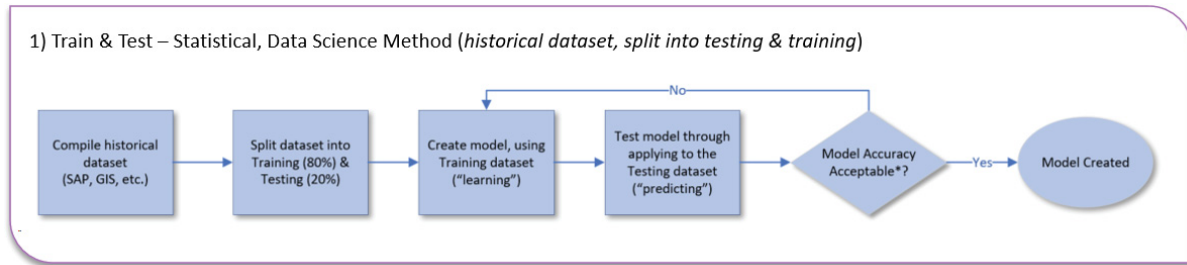 1) Train & Test – Statistical, Data Science Method (historical dataset, split into testing & training)
No
Compile historical
dataset
(SAP, GIS, etc.)
Split dataset into
Training (80%) &
Testing (20%)
Create model, using
Training dataset
(“learning”)
Test model through
applying to the
Testing dataset
(“predicting”)
Model Accuracy
Acceptable*?
Yes
Model Created